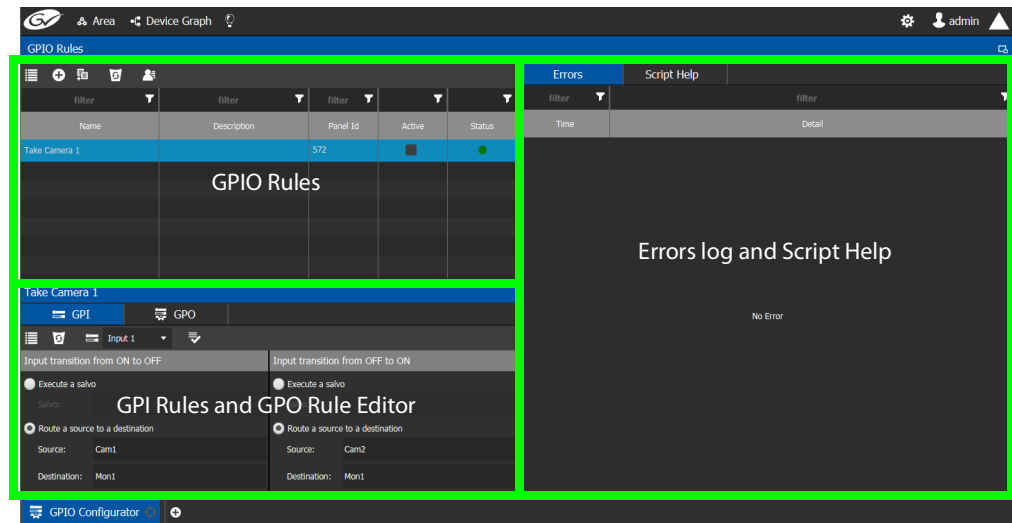 GV Area Device Graph admin
GPIO Rules
filter filter filter
Name Description Panel Id Active Status
Take Camera 1 572
GPIO Rules
Take Camera 1
GPI GPO
Input 1
Input transition from ON to OFF Input transition from OFF to ON
Execute a salvo Execute a salvo
Salvo:
GPI Rules and GPO Rule Editor
Route a source to a destination Route a source to a destination
Source: Cam1 Source: Cam2
Destination: Mon1 Destination: Mon1
Errors Script Help
filter filter
Time Detail
Errors log and Script Help
No Error
GPIO Configurator